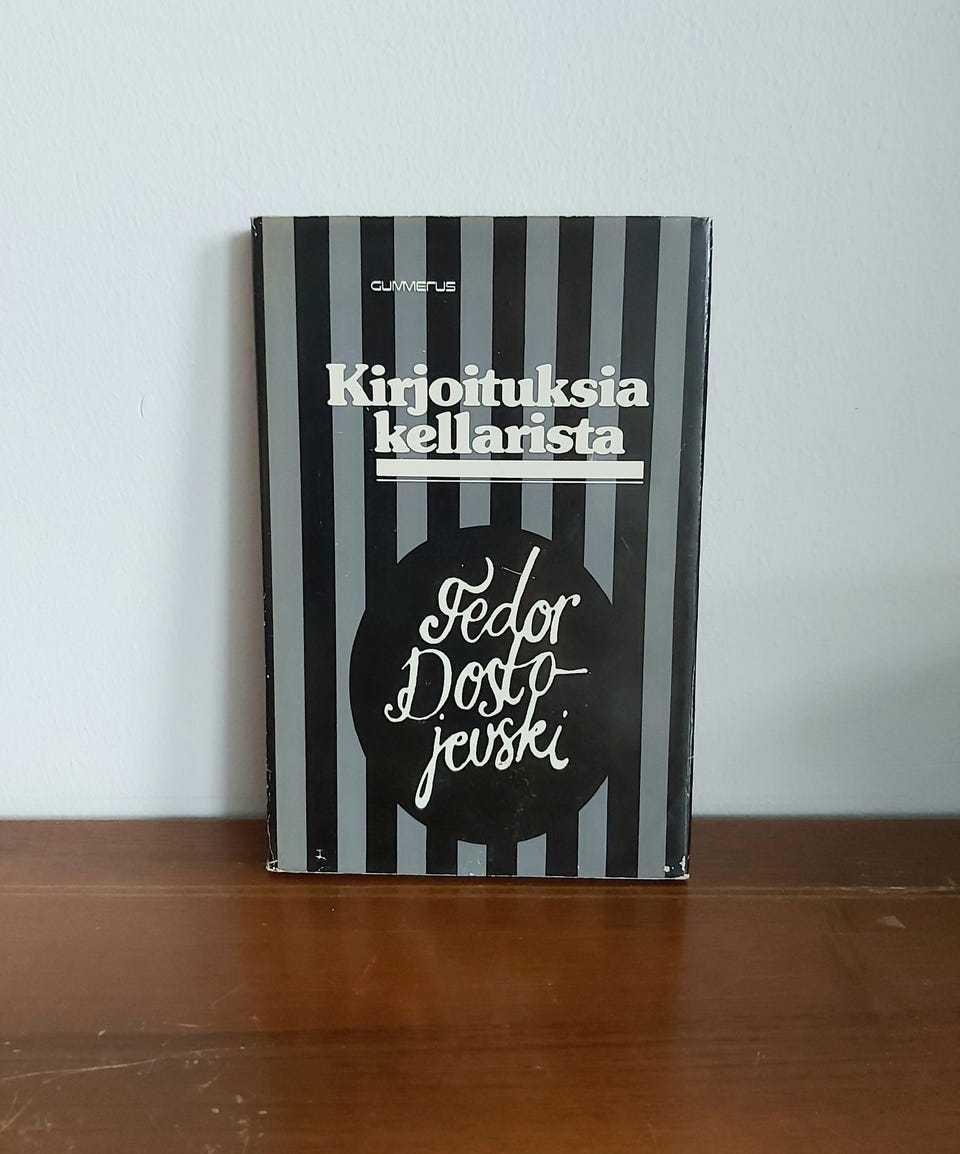 GUMMERUS
Kirjoituksia
kellarista
Fedor
Dosto-
jevski